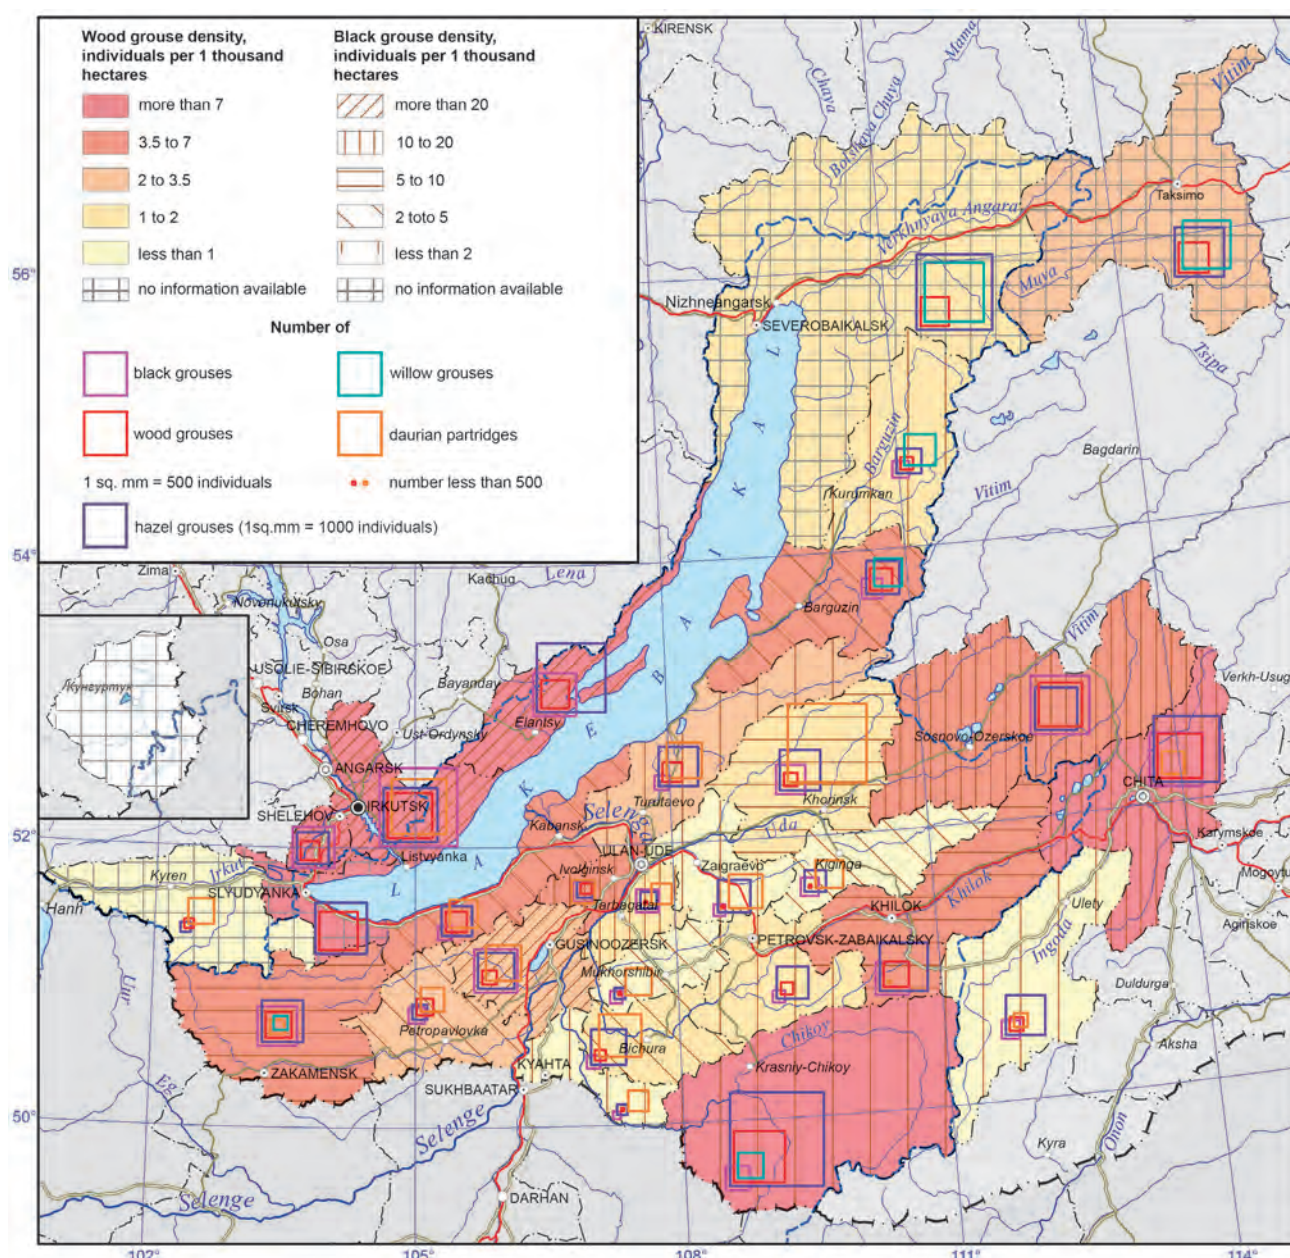 Wood grouse density,
individuals per 1 thousand
hectares
more than 7
3.5 to 7
2 to 3.5
1 to 2
less than 1
no information available
Black grouse density,
individuals per 1 thousand
hectares
more than 20
10 to 20
5 to 10
2 toto 5
less than 2
no information available
Number of
black grouses
willow grouses
wood grouses
daurian partridges
1 sq. mm = 500 individuals
number less than 500
hazel grouses (1sq.mm = 1000 individuals)
KIRENSK
Mama
Chaya
Bolshaya Chuya
Vitim
Taksimo
Verkhnyaya Angara
56°
Muya
Nizhneangarsk
SEVEROBAIKALSK
Tsipa
Barguzin
Bagdarin
Kurumkan
Vitim
54°
Zima
Kachug
Lena
Novonukutsky
Barguzin
Osa
Vitim
USOLIE-SIBIRSKOE
Bayanday
Verkh-Usug
Кунгуртук
Bohan
Svirsk
Elantsy
CHEREMHOVO
Ust-Ordynsky
Sosnovo-Ozerskoe
ANGARSK
L A K E B A I K A L
CHITA
IRKUTSK
Turutaevo
Khorinsk
SHELEHOV
Selenga
52°
Kabansk
Uda
Karymskoe
Listvyanka
ULAN-UDE
Irkut
Ivolginsk
Zaigraevo
Kiginga
Kyren
Mogoytu
SLYUDYANKA
Terbagatai
Khilok
Hanh
Ulety
KHILOK
Aginskoe
GUSINOOZERSK
PETROVSK-ZABAIKALSKY
Ingoda
Uur
Mukhorshibir
Duldurga
Petropavlovka
Chikoy
Bichura
Aksha
KYAHTA
Krasniy-Chikoy
ZAKAMENSK
Eg
SUKHBAATAR
50°
Selenge
Kyra
Onon
Selenge
DARHAN
102°
105°
108°
111°
114°